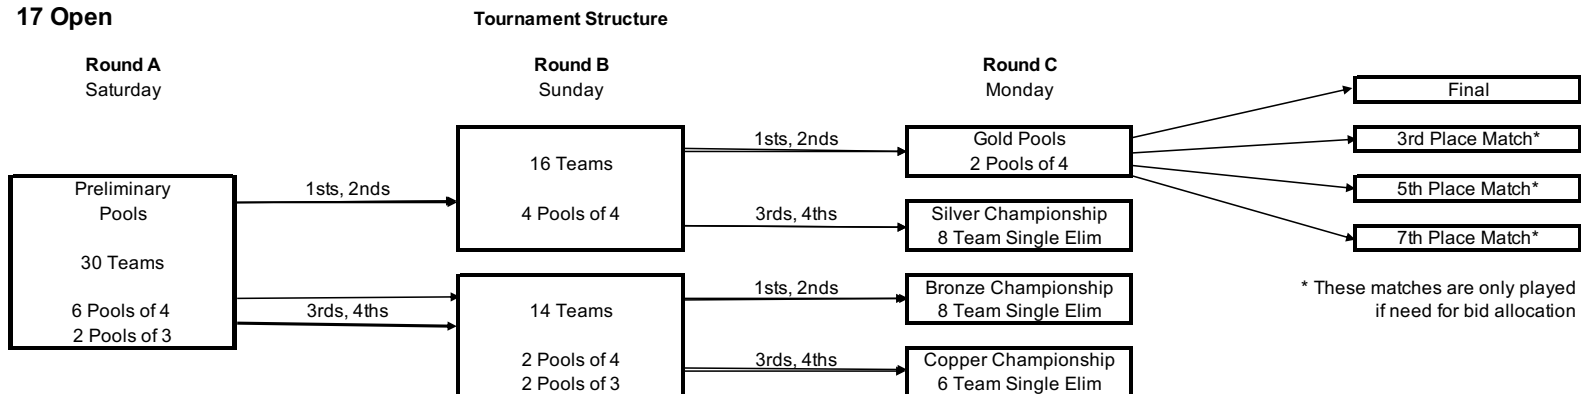 17 Open
Tournament Structure
Round A
Saturday
Round B
Sunday
Round C
Monday
Preliminary
Pools
30 Teams
6 Pools of 4
2 Pools of 3
1sts, 2nds
3rds, 4ths
16 Teams
4 Pools of 4
14 Teams
2 Pools of 4
2 Pools of 3
1sts, 2nds
3rds, 4ths
1sts, 2nds
3rds, 4ths
Gold Pools
2 Pools of 4
Silver Championship
8 Team Single Elim
Bronze Championship
8 Team Single Elim
Copper Championship
6 Team Single Elim
Final
3rd Place Match*
5th Place Match*
7th Place Match*
* These matches are only played
if need for bid allocation